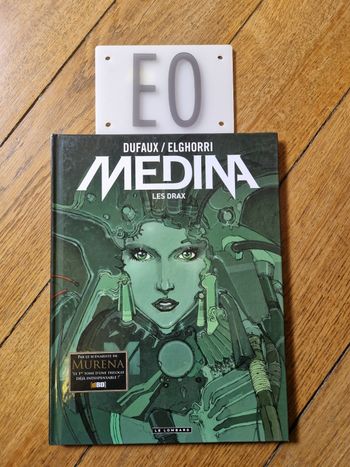 EO
DUFAUX / ELGHORRI
MEDINA
LES DRAX
PAR LE SCÉNARISTE DE
MURENA
"LE 1er TOME D'UNE TRILOGIE
DÉJÀ INDISPENSABLE !"
BD
LE LOMBARD